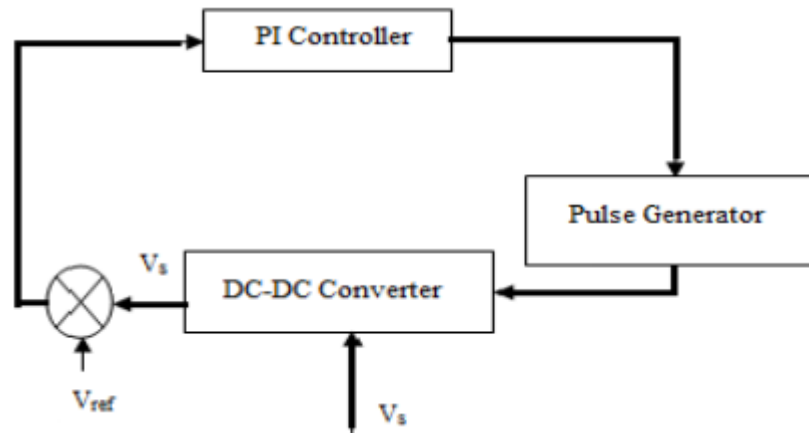 PI Controller
Pulse Generator
Vs
DC-DC Converter
Vref
Vs